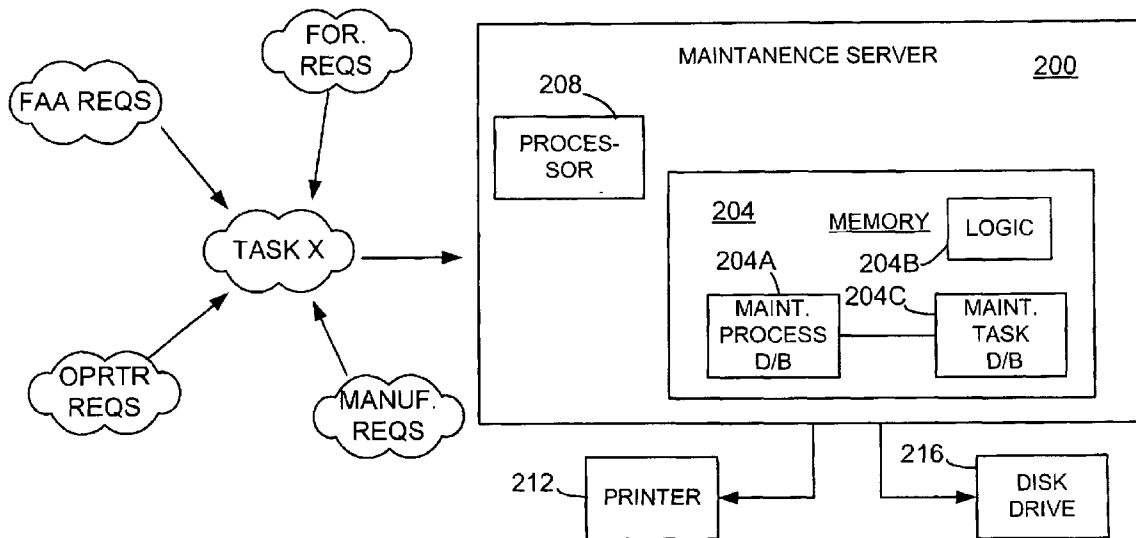 FOR.
REQS
FAA REQS
TASK X
OPRTR
REQS
MANUF.
REQS
MAINTANENCE SERVER
200
208
PROCES-
SOR
204
MEMORY
LOGIC
204A
204B
204C
MAINT.
PROCESS
D/B
MAINT.
TASK
D/B
212
PRINTER
216
DISK
DRIVE